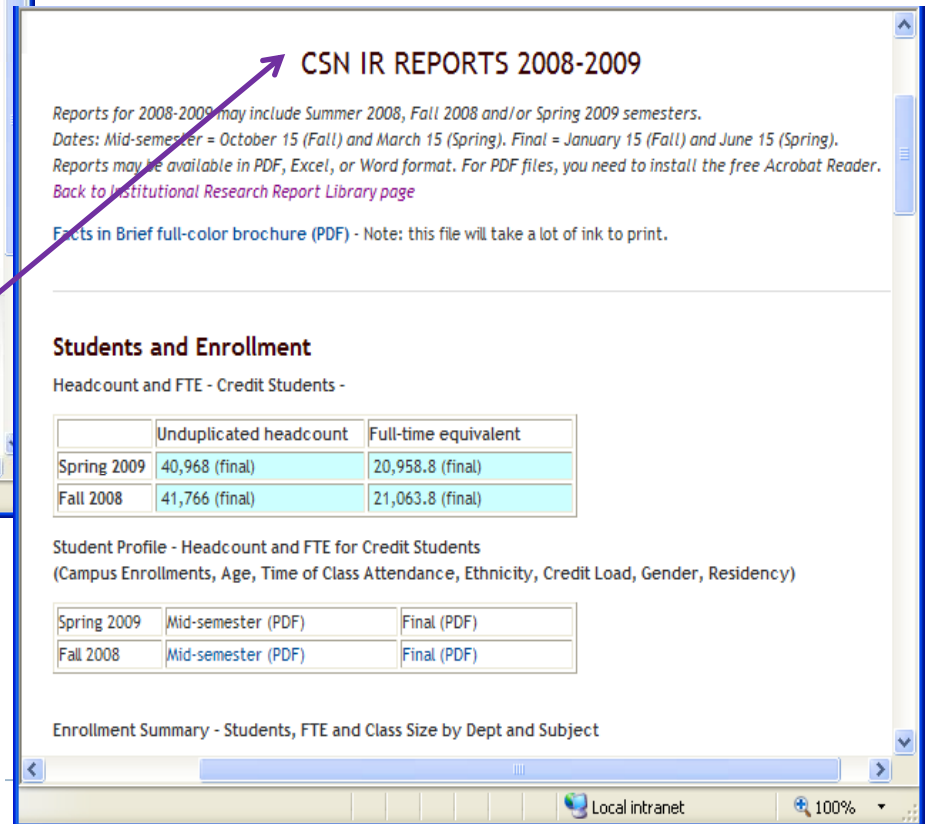 CSN IR REPORTS 2008-2009
Reports for 2008-2009 may include Summer 2008, Fall 2008 and/or Spring 2009 semesters.
Dates: Mid-semester = October 15 (Fall) and March 15 (Spring). Final = January 15 (Fall) and June 15 (Spring).
Reports may be available in PDF, Excel, or Word format. For PDF files, you need to install the free Acrobat Reader.
Back to Institutional Research Report Library page
Facts in Brief full-color brochure (PDF) - Note: this file will take a lot of ink to print.
Students and Enrollment
Headcount and FTE - Credit Students -
Unduplicated headcount Full-time equivalent
Spring 2009 40,968 (final) 20,958.8 (final)
Fall 2008 41,766 (final) 21,063.8 (final)
Student Profile - Headcount and FTE for Credit Students
(Campus Enrollments, Age, Time of Class Attendance, Ethnicity, Credit Load, Gender, Residency)
Spring 2009 Mid-semester (PDF) Final (PDF)
Fall 2008 Mid-semester (PDF) Final (PDF)
Enrollment Summary - Students, FTE and Class Size by Dept and Subject
Local intranet 100%